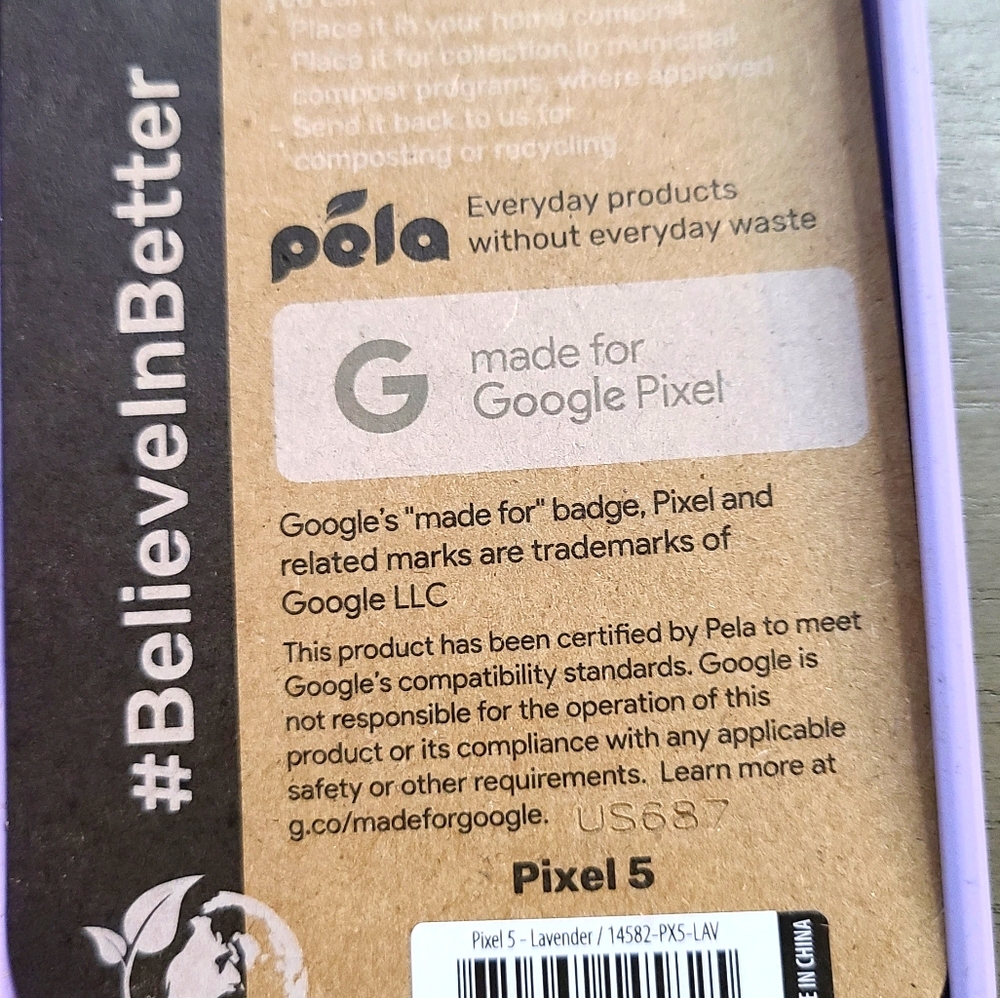 Place it in your home compost
Place it for collection in municipal
compost programs, where approved
- Send it back to us for
composting or recycling
pela
Everyday products
without everyday waste
G
made for
Google Pixel
Google's "made for" badge, Pixel and
related marks are trademarks of
Google LLC
This product has been certified by Pela to meet
Google's compatibility standards. Google is
not responsible for the operation of this
product or its compliance with any applicable
safety or other requirements. Learn more at
g.co/madeforgoogle.
US687
Pixel 5
Pixel 5 - Lavender / 14582-PX5-LAV
E IN CHINA
#BelieveInBetter